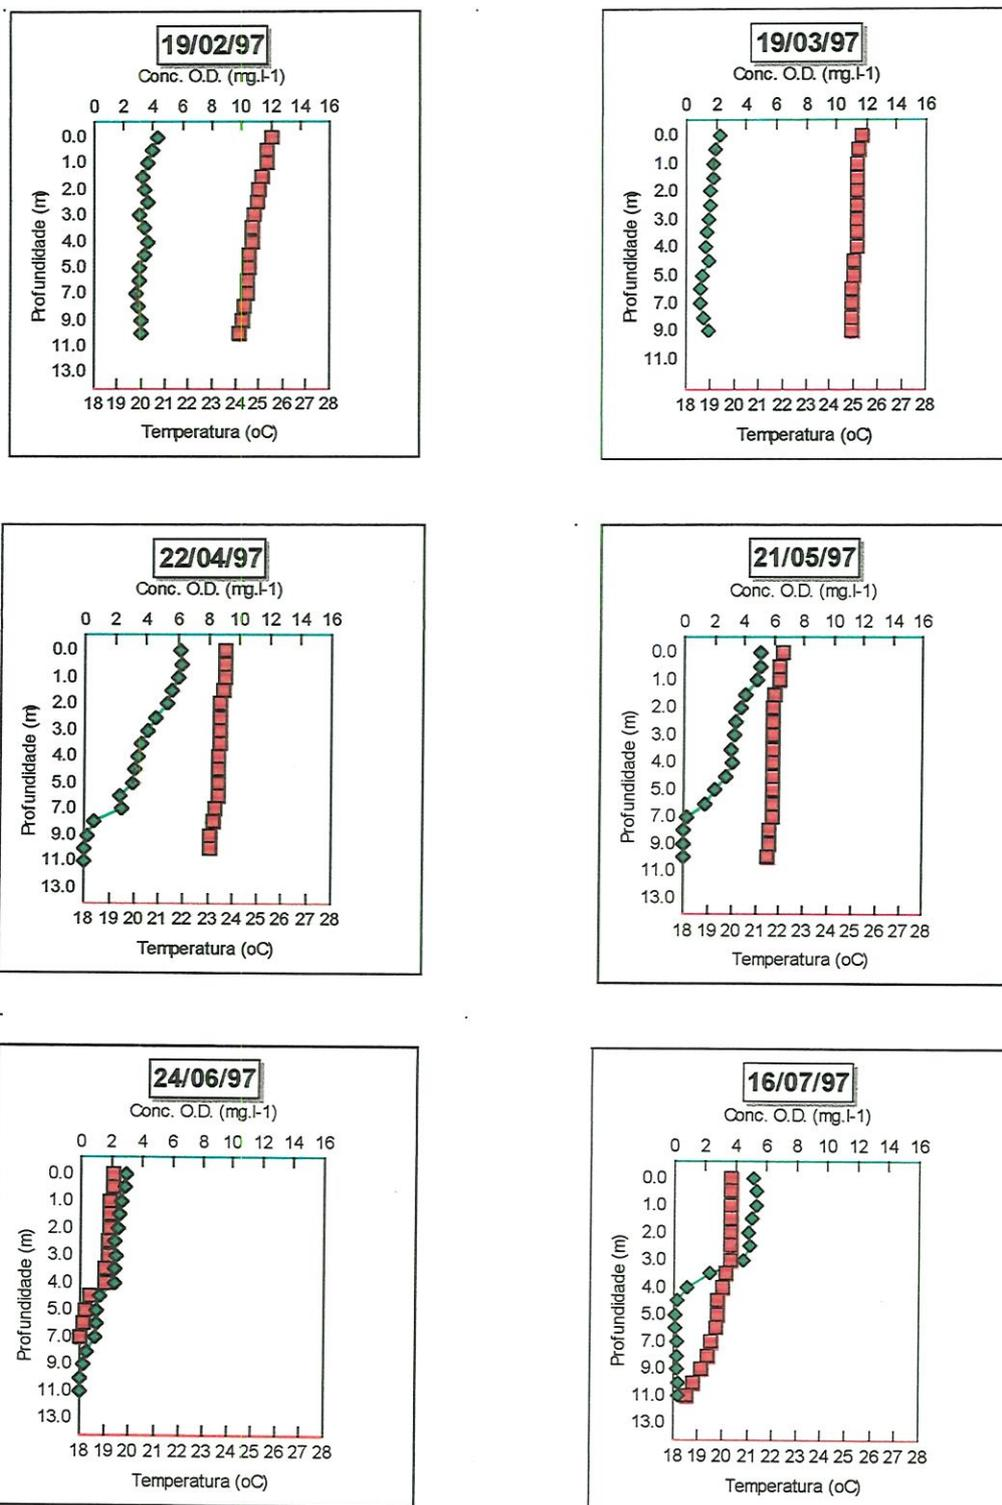 19/02/97
Conc. O.D. (mg.l-1)
0 2 4 6 8 10 12 14 16
0.0
1.0
2.0
3.0
4.0
5.0
7.0
9.0
11.0
13.0
Profundidade (m)
18 19 20 21 22 23 24 25 26 27 28
Temperatura (oC)
19/03/97
Conc. O.D. (mg.l-1)
0 2 4 6 8 10 12 14 16
0.0
1.0
2.0
3.0
4.0
5.0
7.0
9.0
11.0
Profundidade (m)
18 19 20 21 22 23 24 25 26 27 28
Temperatura (oC)
22/04/97
Conc. O.D. (mg.l-1)
0 2 4 6 8 10 12 14 16
0.0
1.0
2.0
3.0
4.0
5.0
7.0
9.0
11.0
13.0
Profundidade (m)
18 19 20 21 22 23 24 25 26 27 28
Temperatura (oC)
21/05/97
Conc. O.D. (mg.l-1)
0 2 4 6 8 10 12 14 16
0.0
1.0
2.0
3.0
4.0
5.0
7.0
9.0
11.0
13.0
Profundidade (m)
18 19 20 21 22 23 24 25 26 27 28
Temperatura (oC)
24/06/97
Conc. O.D. (mg.l-1)
0 2 4 6 8 10 12 14 16
0.0
1.0
2.0
3.0
4.0
5.0
7.0
9.0
11.0
13.0
Profundidade (m)
18 19 20 21 22 23 24 25 26 27 28
Temperatura (oC)
16/07/97
Conc. O.D. (mg.l-1)
0 2 4 6 8 10 12 14 16
0.0
1.0
2.0
3.0
4.0
5.0
7.0
9.0
11.0
13.0
Profundidade (m)
18 19 20 21 22 23 24 25 26 27 28
Temperatura (oC)